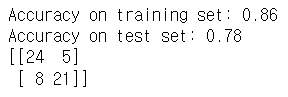 Accuracy on training set: 0.86
Accuracy on test set: 0.78
[[24  5]
 [ 8 21]]